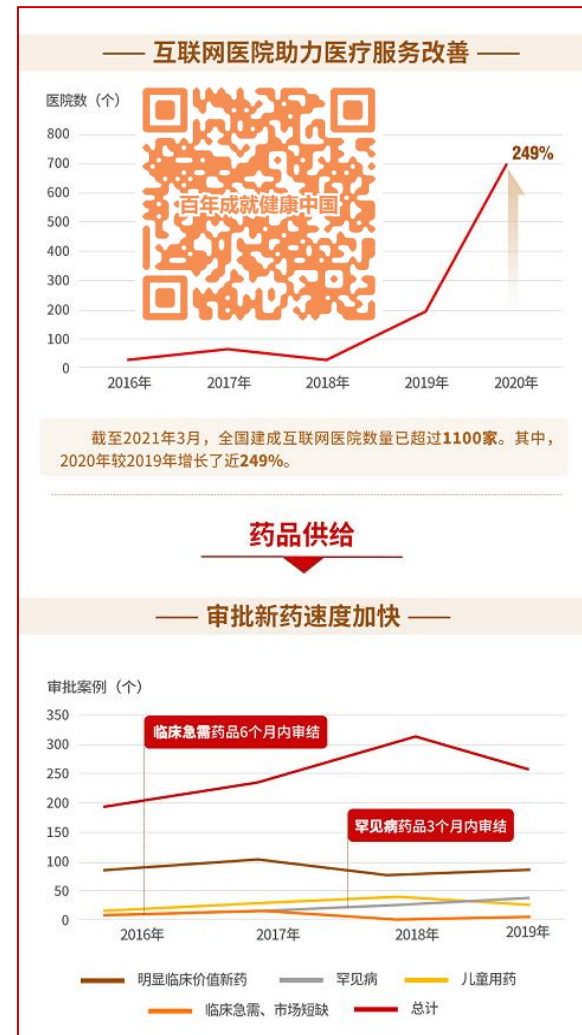 互联网医院助力医疗服务改善
医院数（个）
800
700
600
500
400
300
200
100
0
百年成就健康中国
249%
2016年 2017年 2018年 2019年 2020年
截至2021年3月，全国建成互联网医院数量已超过1100家。其中，
2020年较2019年增长了近249%。
药品供给
审批新药速度加快
审批案例（个）
350
300
250
200
150
100
50
0
临床急需药品6个月内审结
罕见病药品3个月内审结
2016年 2017年 2018年 2019年
明显临床价值新药 罕见病 儿童用药
临床急需、市场短缺 总计